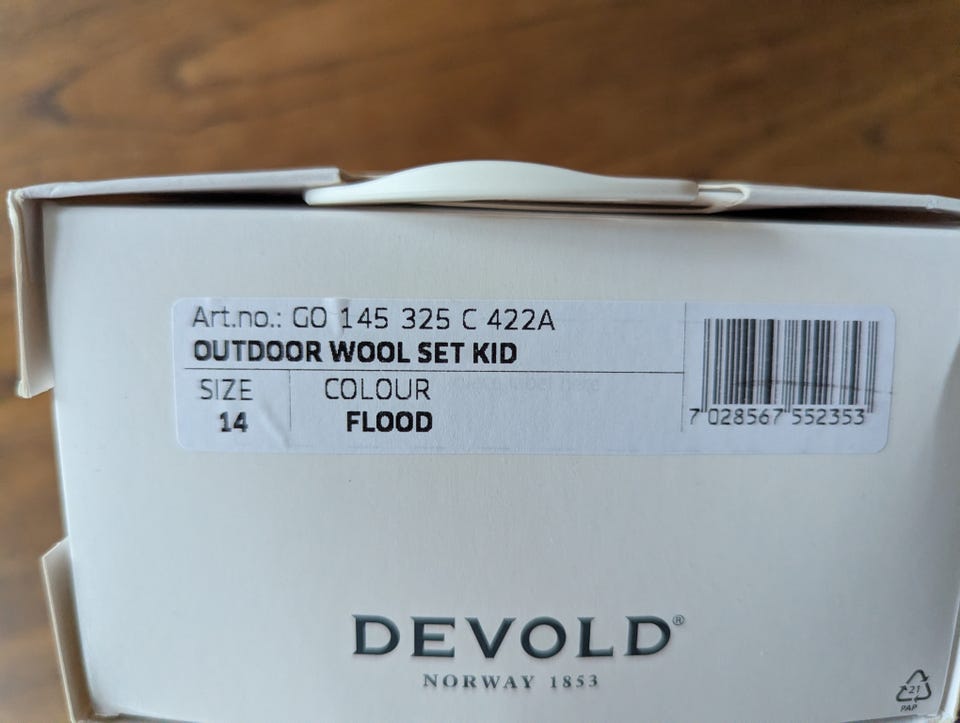 Art.no.: GO 145 325 C 422A
OUTDOOR WOOL SET KID
SIZE COLOUR
14 FLOOD
7 028567 552353
DEVOLD®
NORWAY 1853
21
PAP